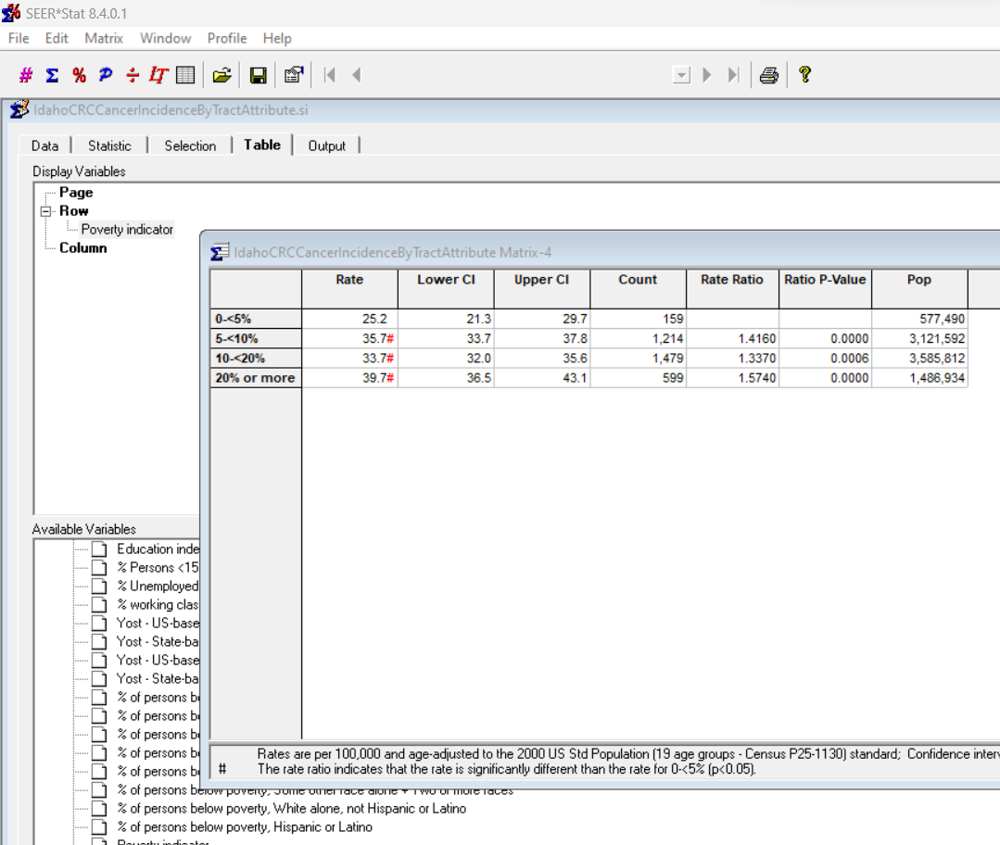 SEER*Stat 8.4.0.1
File Edit Matrix Window Profile Help
# Σ % P ÷ LT ?
IdahoCRCCancerIncidenceByTractAttribute.si
Data Statistic Selection Table Output
Display Variables
Page
Row
Poverty indicator
Column
IdahoCRCCancerIncidenceByTractAttribute Matrix-4
Rate Lower CI Upper CI Count Rate Ratio Ratio P-Value Pop
0-<5% 25.2 21.3 29.7 159 577,490
5-<10% 35.7# 33.7 37.8 1,214 1.4160 0.0000 3,121,592
10-<20% 33.7# 32.0 35.6 1,479 1.3370 0.0006 3,585,812
20% or more 39.7# 36.5 43.1 599 1.5740 0.0000 1,486,934
Rates are per 100,000 and age-adjusted to the 2000 US Std Population (19 age groups - Census P25-1130) standard; Confidence interv
# The rate ratio indicates that the rate is significantly different than the rate for 0-<5% (p<0.05).
Available Variables
Education inde
% Persons <15
% Unemployed
% working clas
Yost - US-base
Yost - State-ba
Yost - US-base
Yost - State-ba
% of persons be
% of persons be
% of persons be
% of persons be
% of persons be
% of persons below poverty, Some other race alone + Two or more races
% of persons below poverty, White alone, not Hispanic or Latino
% of persons below poverty, Hispanic or Latino
Poverty indicator